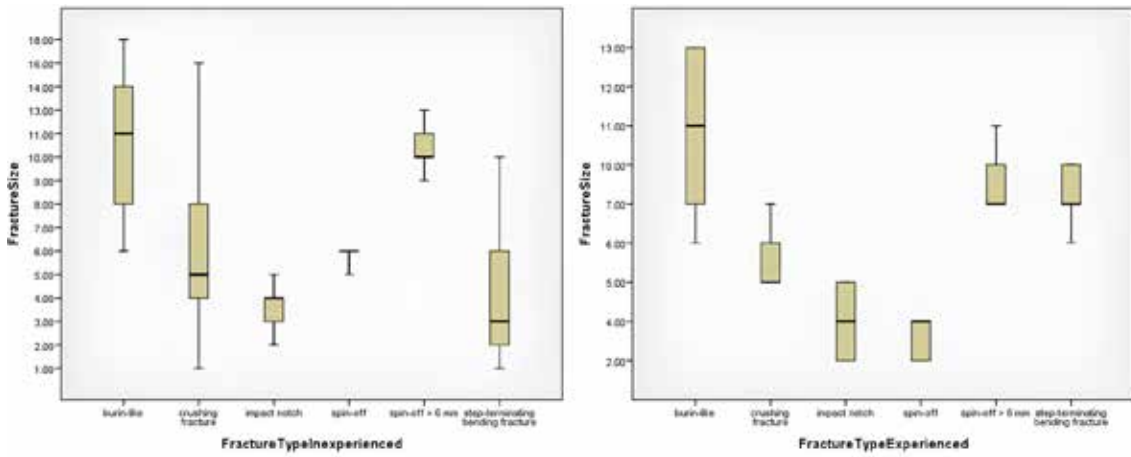 FractureSize
18.00
16.00
14.00
13.00
11.00
10.00
9.00
8.00
7.00
6.00
5.00
4.00
3.00
2.00
1.00
burin-like
crushing fracture
impact notch
spin-off
spin-off > 6 mm
step-terminating bending fracture
FractureTypeInexperienced
FractureSize
13.00
12.00
11.00
10.00
7.00
6.00
5.00
4.00
2.00
burin-like
crushing fracture
impact notch
spin-off
spin-off > 6 mm
step-terminating bending fracture
FractureTypeExperienced